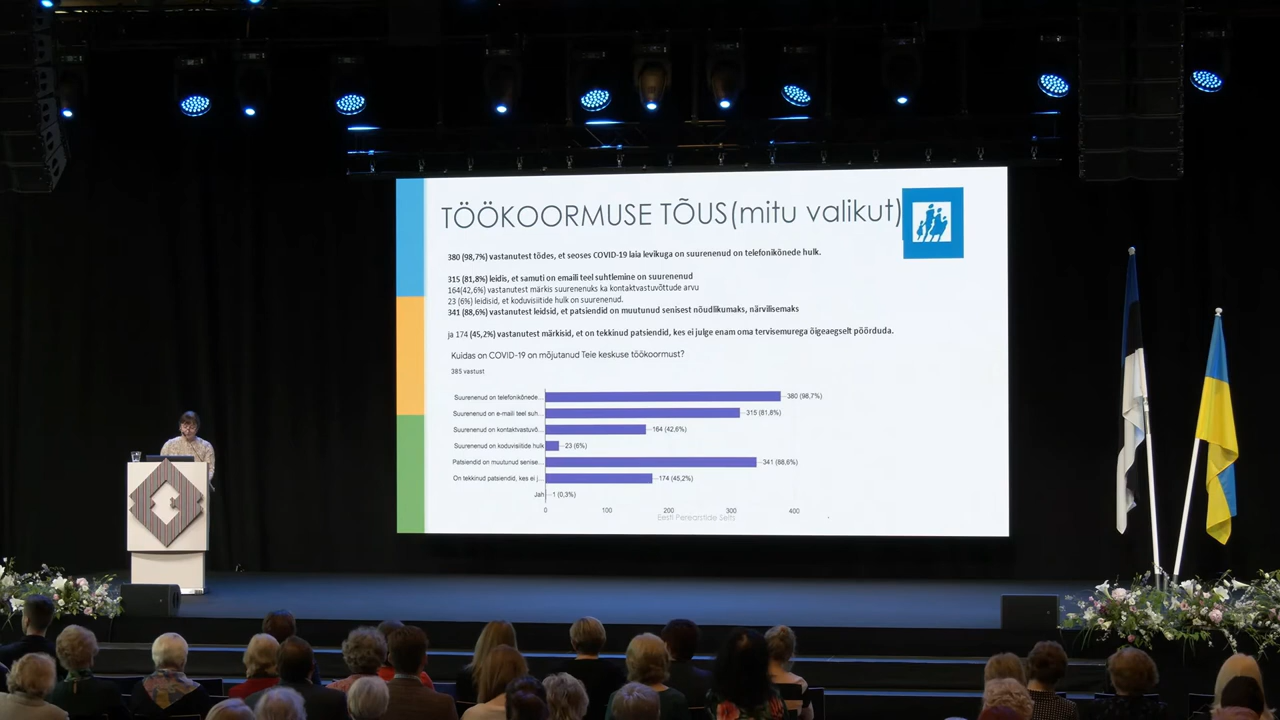 TÖÖKOORMUSE TÕUS(mitu valikut)
380 (98,7%) vastanutest tõdes, et seoses COVID-19 laia levikuga on suurenenud on telefonikõnede hulk.
315 (81,8%) leidis, et samuti on emaili teel suhtlemine on suurenenud
164(42,6%) vastanutest märkis suurenenuks ka kontaktvastuvõttude arvu
23 (6%) leidisid, et koduvisiitide hulk on suurenenud.
341 (88,6%) vastanutest leidsid, et patsiendid on muutunud senisest nõudlikumaks, närvilisemaks
ja 174 (45,2%) vastanutest märkisid, et on tekkinud patsiendid, kes ei julge enam oma tervisemurega õigeaegselt pöörduda.
Kuidas on COVID-19 on mõjutanud Teie keskuse töökoormust?
385 vastust
Suurenenud on telefonikõnede... 380 (98,7%)
Suurenenud on e-maili teel suh... 315 (81,8%)
Suurenenud on kontaktvastuvõ... 164 (42,6%)
Suurenenud on koduvisiitide hulk 23 (6%)
Patsiendid on muutunud senise... 341 (88,6%)
On tekkinud patsiendid, kes ei j... 174 (45,2%)
Jah 1 (0,3%)
0 100 200 300 400
Eesti Perearstide Selts